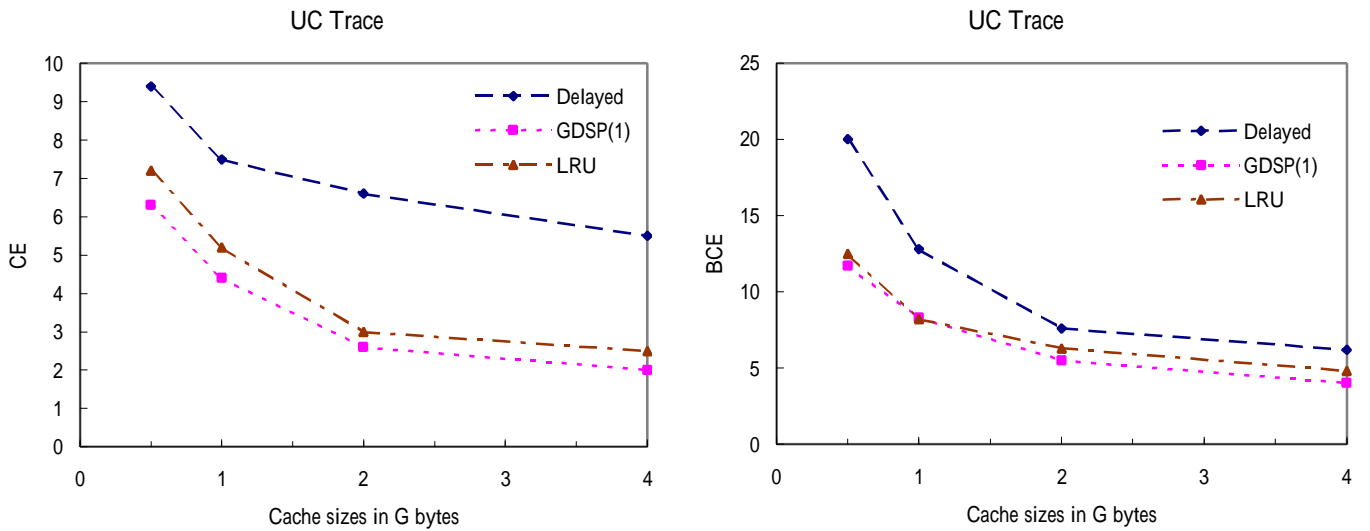 UC Trace
CE
10
9
8
7
6
5
4
3
2
1
0
0 1 2 3 4
Cache sizes in G bytes
Delayed
GDSP(1)
LRU
UC Trace
BCE
25
20
15
10
5
0
0 1 2 3 4
Cache sizes in G bytes
Delayed
GDSP(1)
LRU